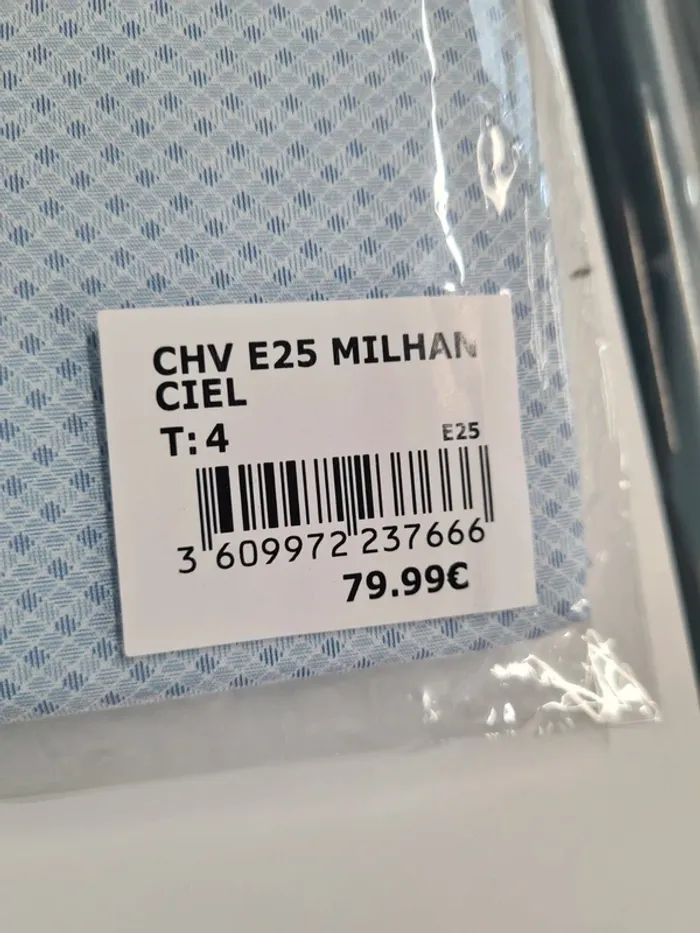 CHV E25 MILHAN
CIEL
T: 4
E25
3 609972 237666
79.99€